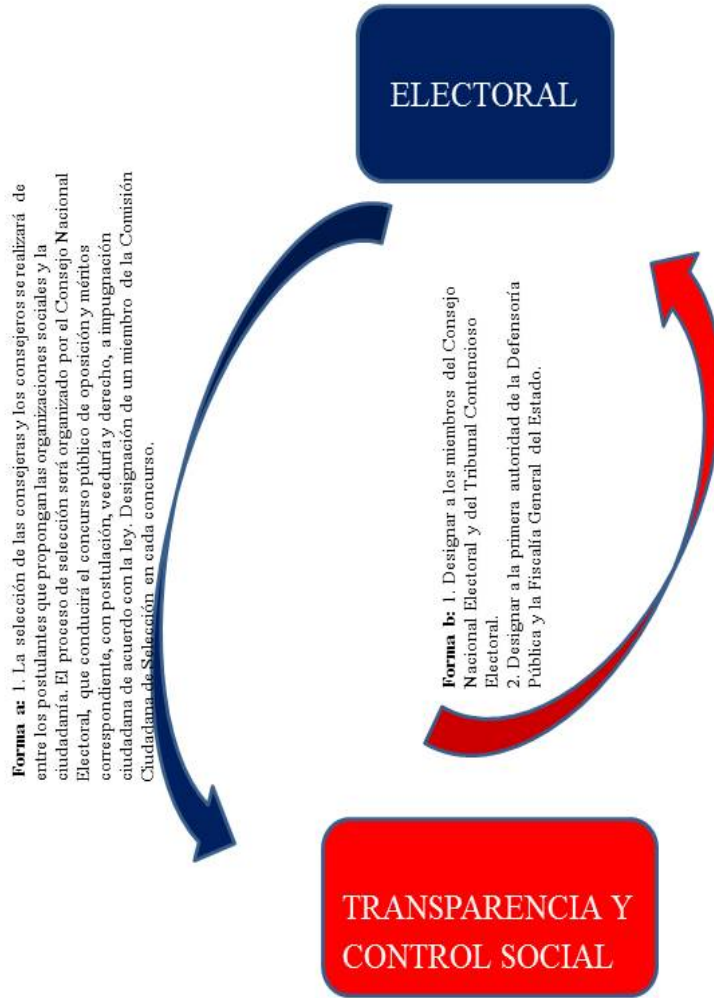 ELECTORAL
Forma a: 1. La selección de las consejeras y los consejeros se realizará de
entre los postulantes que propongan las organizaciones sociales y la
ciudadanía. El proceso de selección será organizado por el Consejo Nacional
Electoral, que conducirá el concurso público de oposición y méritos
correspondiente, con postulación, veeduría y derecho, a impugnación
ciudadana de acuerdo con la ley. Designación de un miembro de la Comisión
Ciudadana de Selección en cada concurso.
Forma b: 1. Designar a los miembros del Consejo
Nacional Electoral y del Tribunal Contencioso
Electoral.
2. Designar a la primera autoridad de la Defensoría
Pública y la Fiscalía General del Estado.
TRANSPARENCIA Y
CONTROL SOCIAL